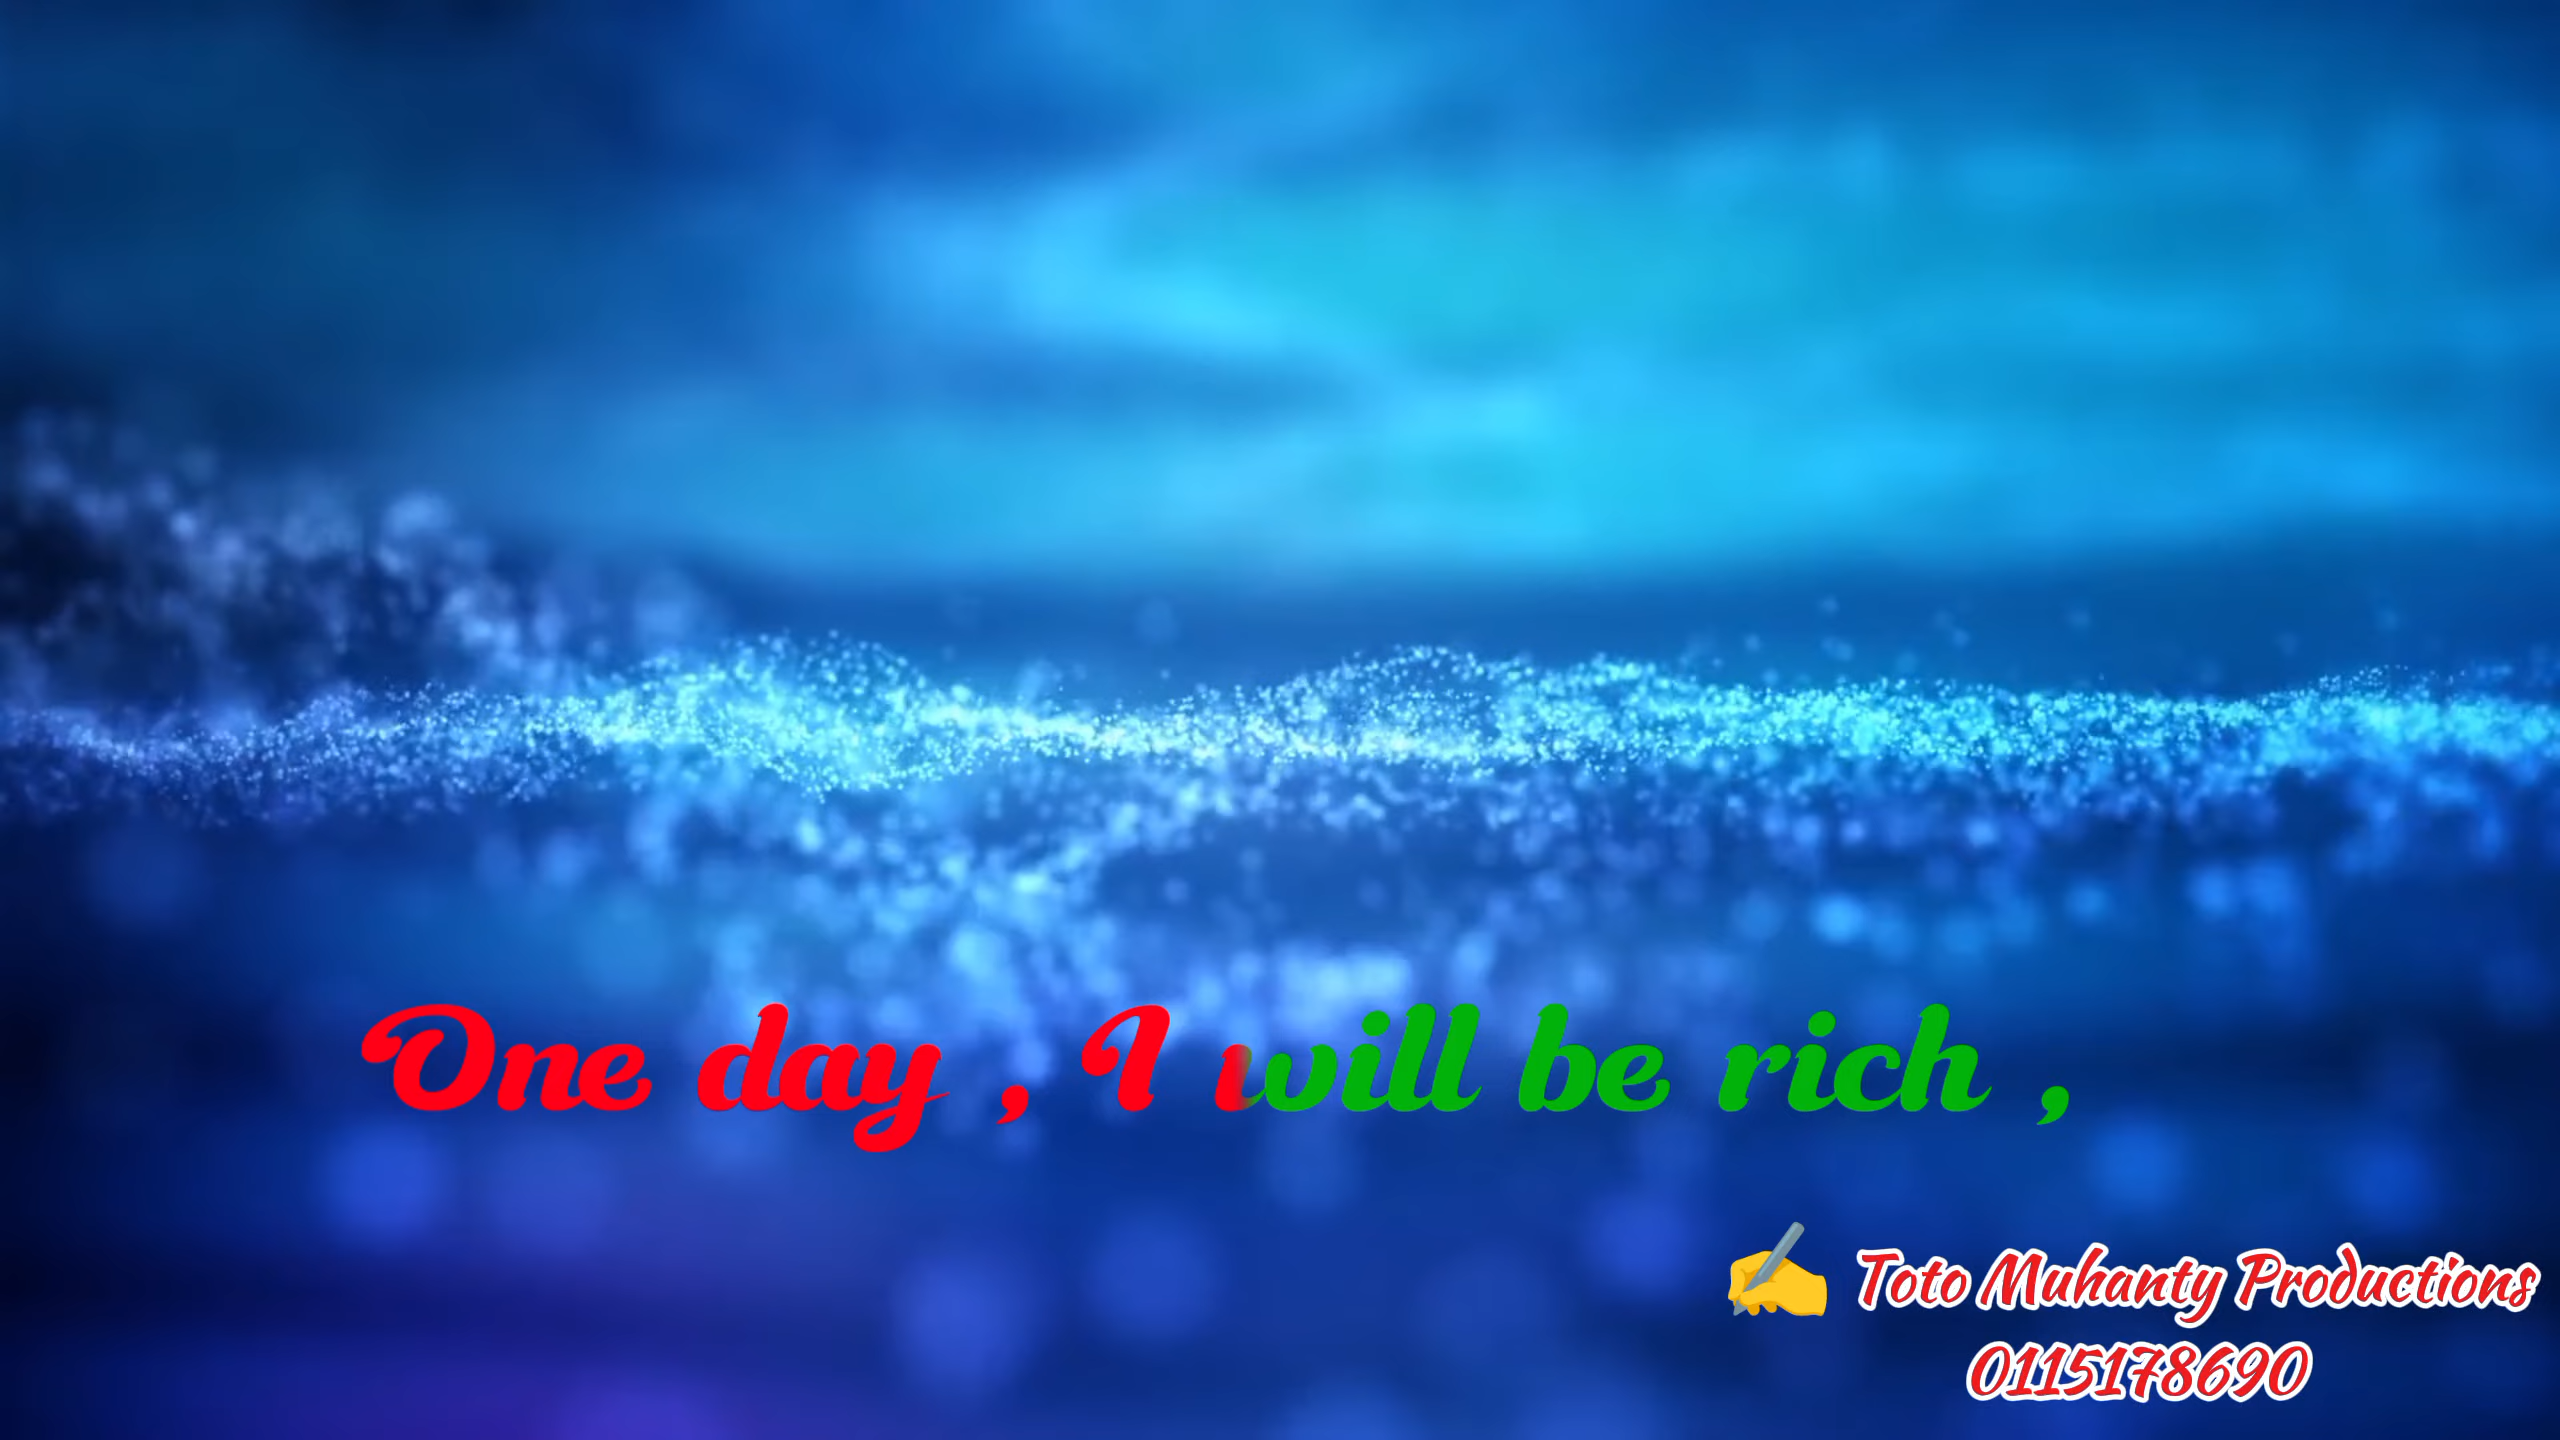 One day , I will be rich ,
✍ Toto Muhanty Productions
0115178690